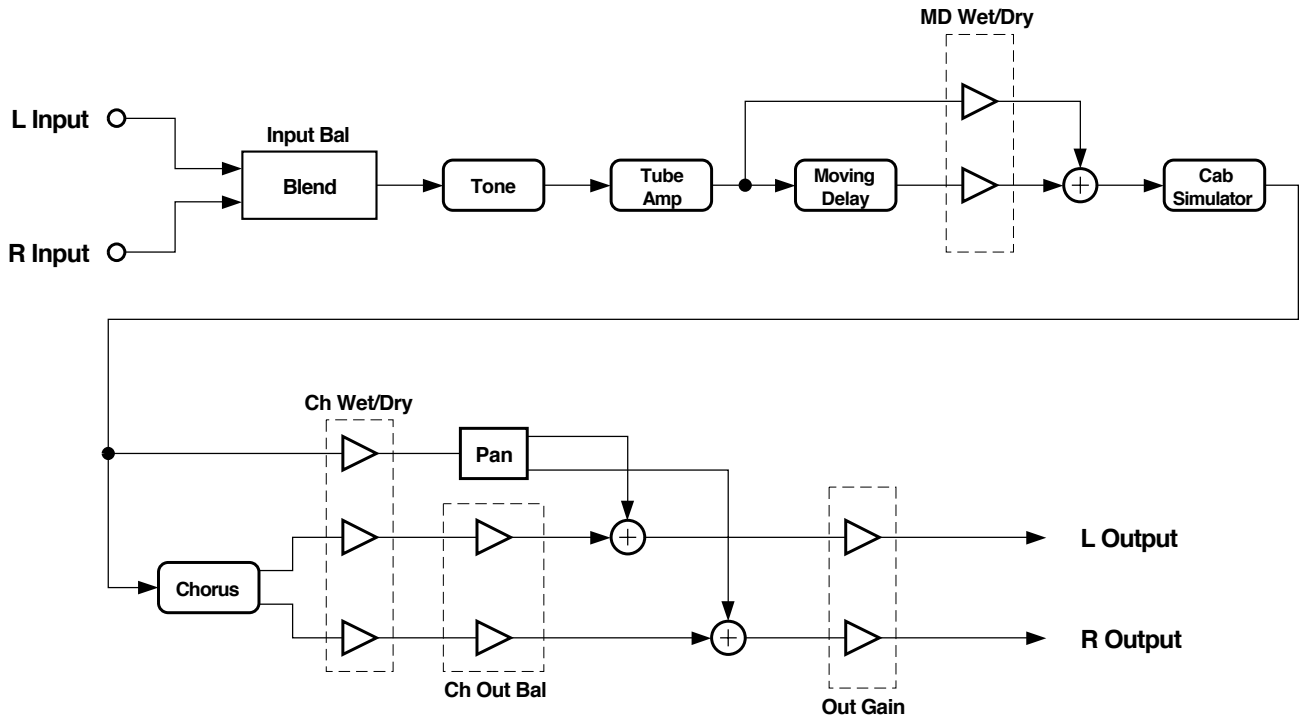 MD Wet/Dry
L Input
Input Bal
Blend
Tone
Tube
Amp
Moving
Delay
+
Cab
Simulator
R Input
Ch Wet/Dry
Pan
+
L Output
Chorus
+
R Output
Ch Out Bal
Out Gain